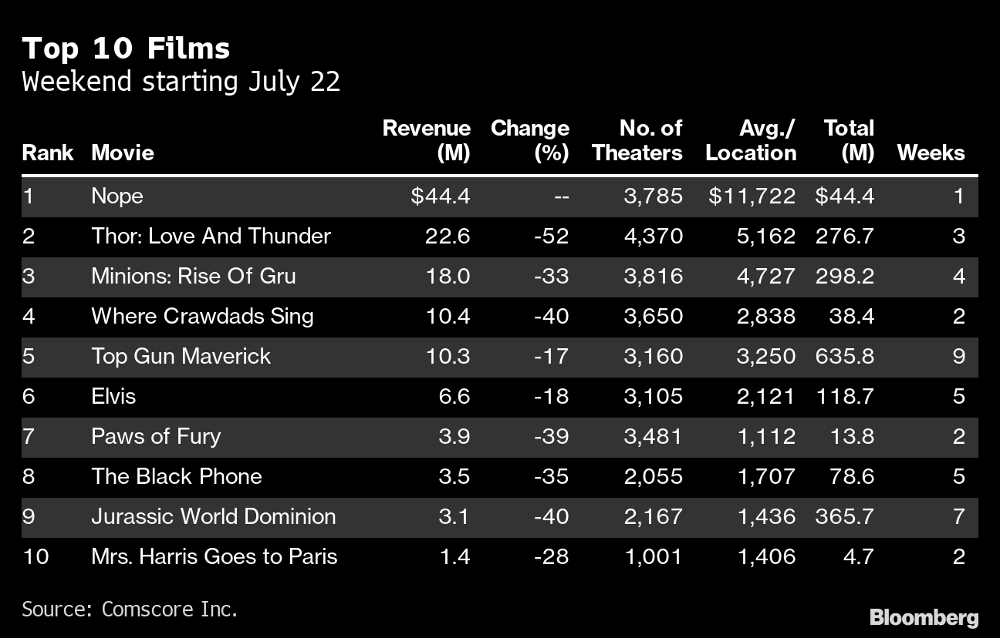 Top 10 Films
Weekend starting July 22
Rank Movie Revenue (M) Change (%) No. of Theaters Avg./ Location Total (M) Weeks
1 Nope $44.4 -- 3,785 $11,722 $44.4 1
2 Thor: Love And Thunder 22.6 -52 4,370 5,162 276.7 3
3 Minions: Rise Of Gru 18.0 -33 3,816 4,727 298.2 4
4 Where Crawdads Sing 10.4 -40 3,650 2,838 38.4 2
5 Top Gun Maverick 10.3 -17 3,160 3,250 635.8 9
6 Elvis 6.6 -18 3,105 2,121 118.7 5
7 Paws of Fury 3.9 -39 3,481 1,112 13.8 2
8 The Black Phone 3.5 -35 2,055 1,707 78.6 5
9 Jurassic World Dominion 3.1 -40 2,167 1,436 365.7 7
10 Mrs. Harris Goes to Paris 1.4 -28 1,001 1,406 4.7 2
Source: Comscore Inc.
Bloomberg